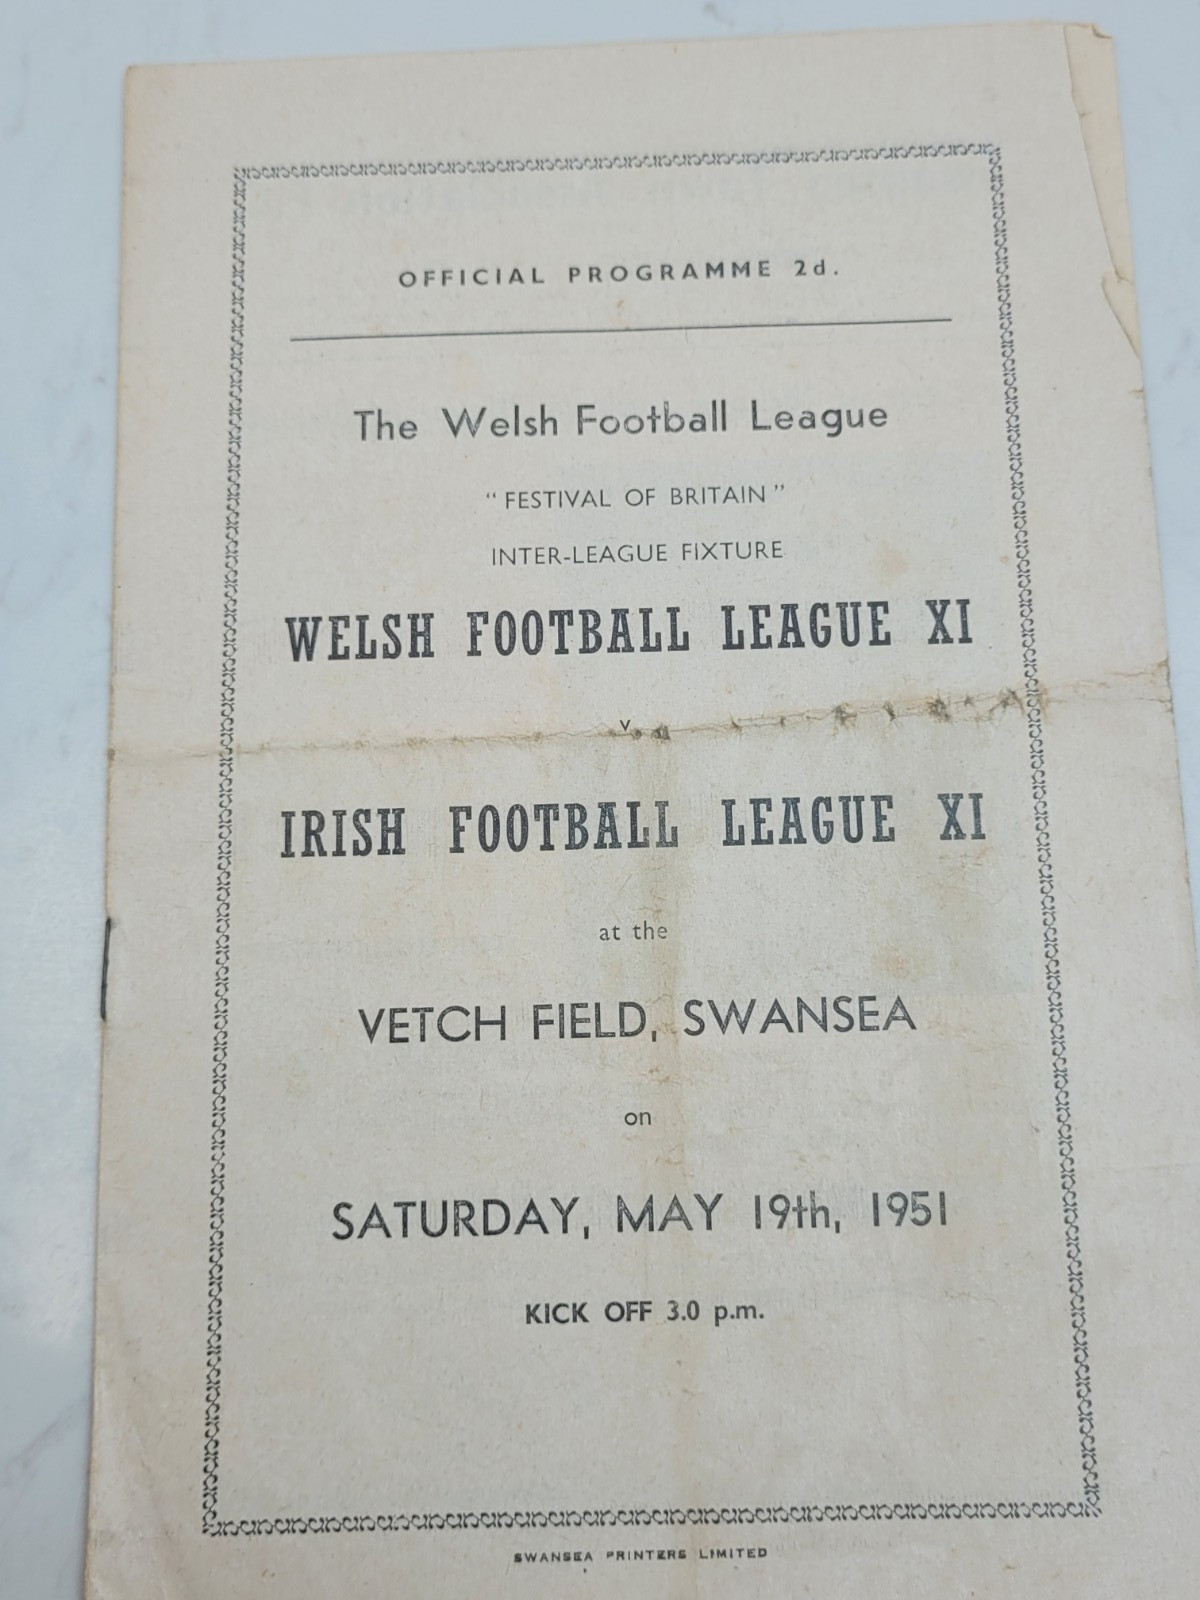 OFFICIAL PROGRAMME 2d.
The Welsh Football League
"FESTIVAL OF BRITAIN"
INTER-LEAGUE FIXTURE
WELSH FOOTBALL LEAGUE XI
v.
IRISH FOOTBALL LEAGUE XI
at the
VETCH FIELD, SWANSEA
on
SATURDAY, MAY 19th, 1951
KICK OFF 3.0 p.m.
SWANSEA PRINTERS LIMITED